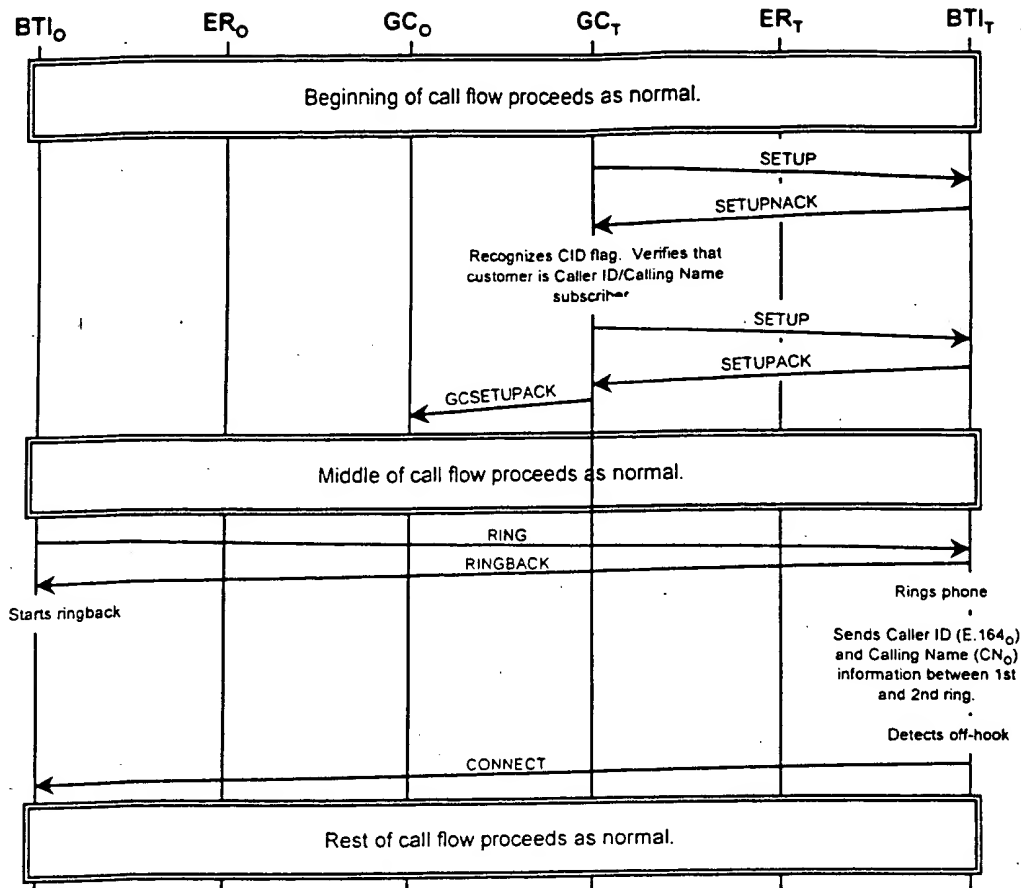 BTIO ERO GCO GCT ERT BTIT
Beginning of call flow proceeds as normal.
SETUP
SETUPNACK
Recognizes CID flag. Verifies that
customer is Caller ID/Calling Name
subscriber
SETUP
SETUPACK
GCSETUPACK
Middle of call flow proceeds as normal.
RING
RINGBACK
Starts ringback
Rings phone
Sends Caller ID (E.164O)
and Calling Name (CNO)
information between 1st
and 2nd ring.
Detects off-hook
CONNECT
Rest of call flow proceeds as normal.